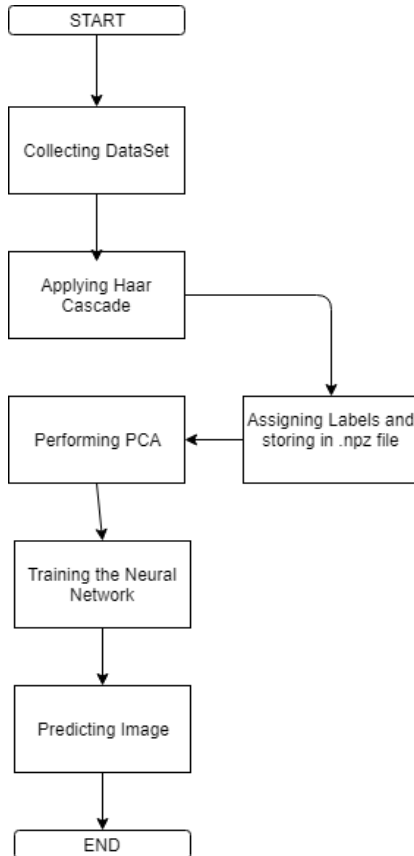 START
Collecting DataSet
Applying Haar
Cascade
Assigning Labels and
storing in .npz file
Performing PCA
Training the Neural
Network
Predicting Image
END